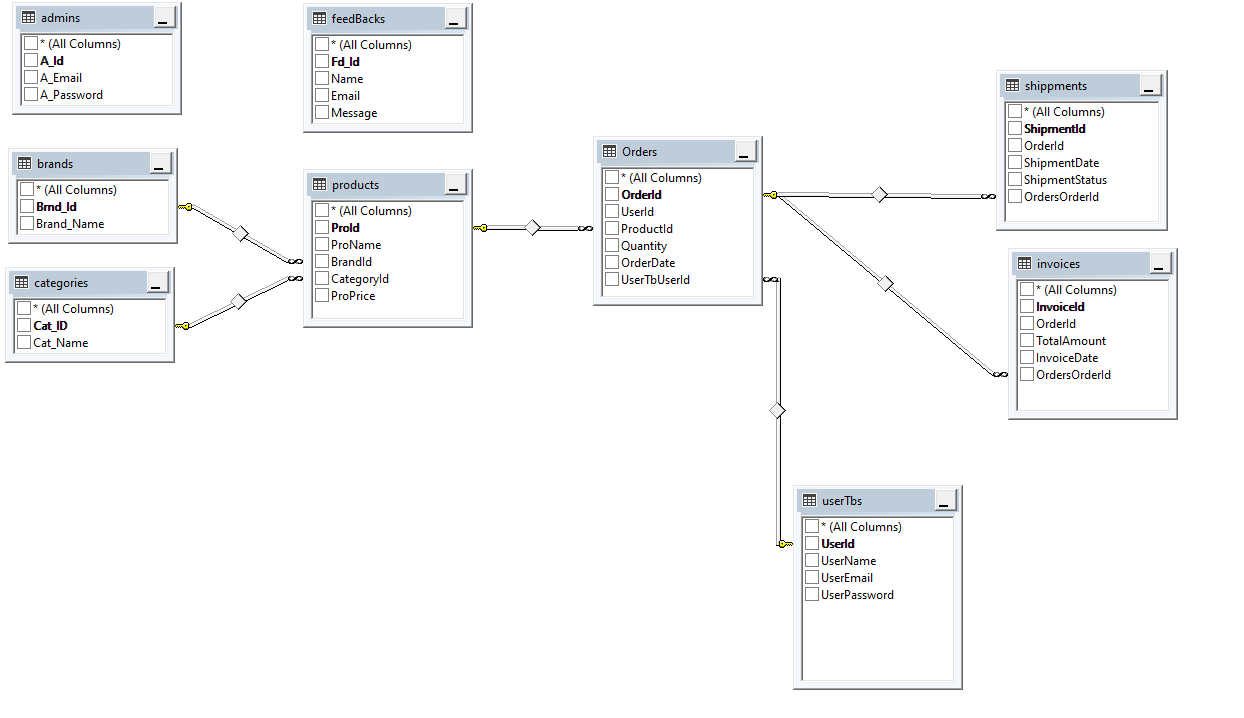 admins
* (All Columns)
A_Id
A_Email
A_Password
feedBacks
* (All Columns)
Fd_Id
Name
Email
Message
brands
* (All Columns)
Brnd_Id
Brand_Name
categories
* (All Columns)
Cat_ID
Cat_Name
products
* (All Columns)
ProId
ProName
BrandId
CategoryId
ProPrice
Orders
* (All Columns)
OrderId
UserId
ProductId
Quantity
OrderDate
UserTbUserId
shippments
* (All Columns)
ShipmentId
OrderId
ShipmentDate
ShipmentStatus
OrdersOrderId
invoices
* (All Columns)
InvoiceId
OrderId
TotalAmount
InvoiceDate
OrdersOrderId
userTbs
* (All Columns)
UserId
UserName
UserEmail
UserPassword